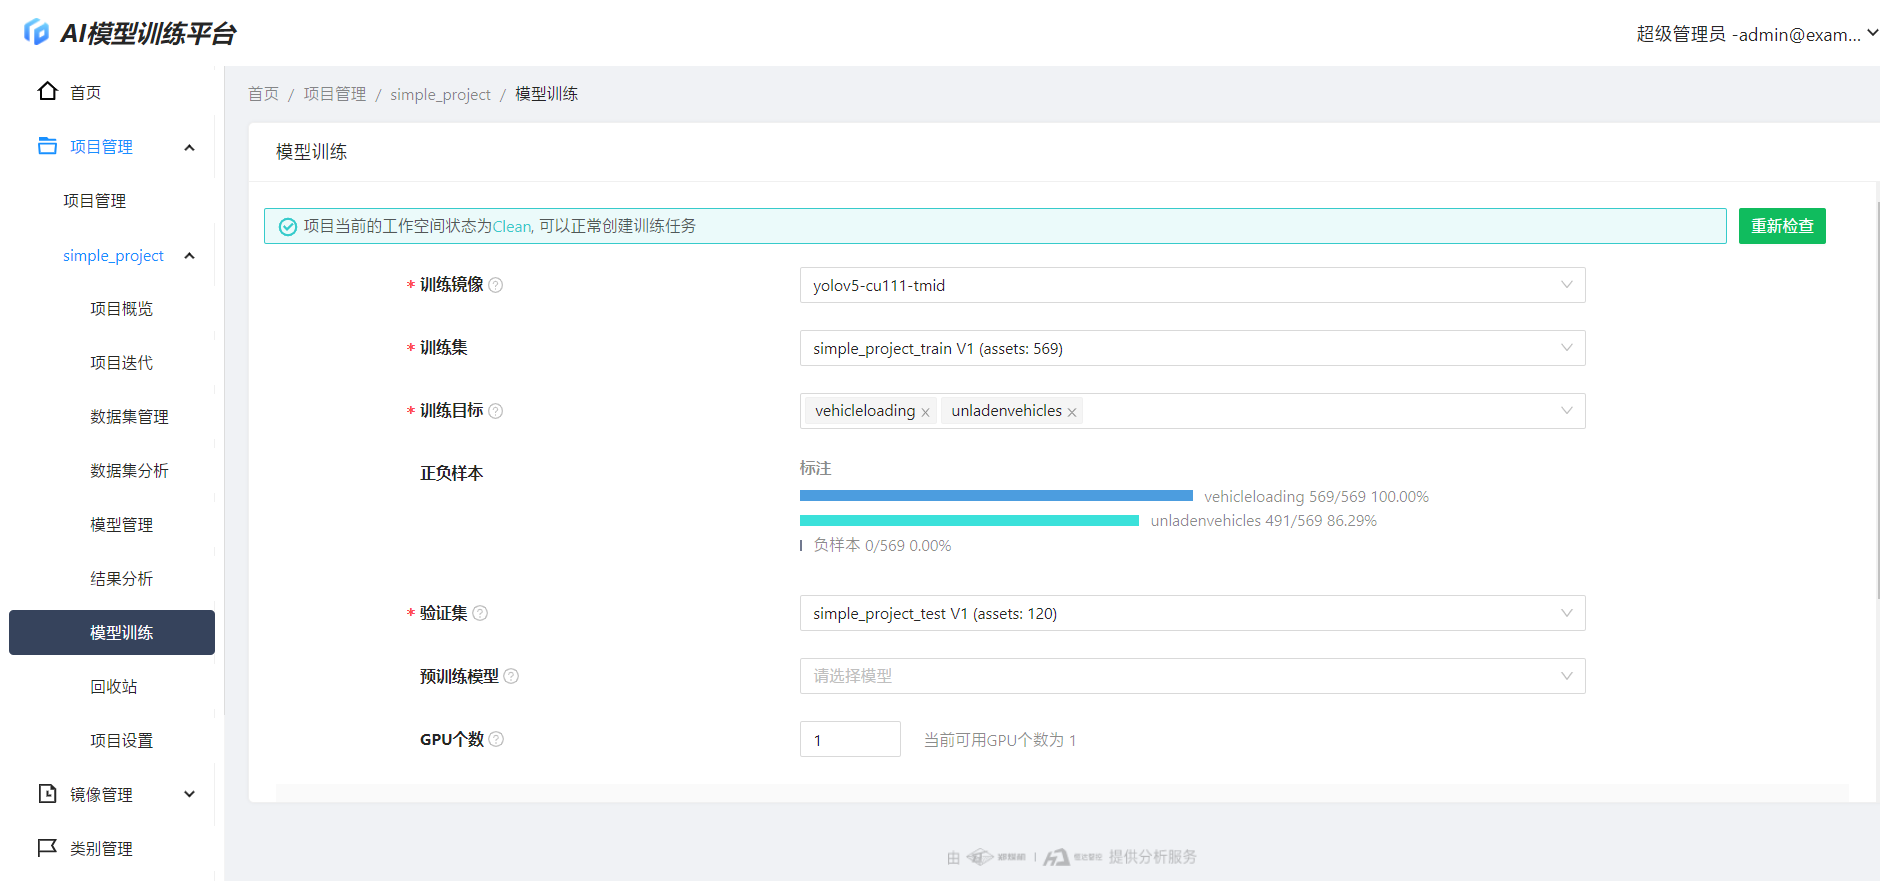 AI模型训练平台
超级管理员 -admin@exam...
首页
项目管理
项目管理
simple_project
项目概览
项目迭代
数据集管理
数据集分析
模型管理
结果分析
模型训练
回收站
项目设置
镜像管理
类别管理
首页 / 项目管理 / simple_project / 模型训练
模型训练
项目当前的工作空间状态为Clean, 可以正常创建训练任务
重新检查
* 训练镜像
yolov5-cu111-tmid
* 训练集
simple_project_train V1 (assets: 569)
* 训练目标
vehicleloading × unladenvehicles ×
正负样本
标注
vehicleloading 569/569 100.00%
unladenvehicles 491/569 86.29%
负样本 0/569 0.00%
* 验证集
simple_project_test V1 (assets: 120)
预训练模型
请选择模型
GPU个数
1
当前可用GPU个数为 1
由
提供分析服务